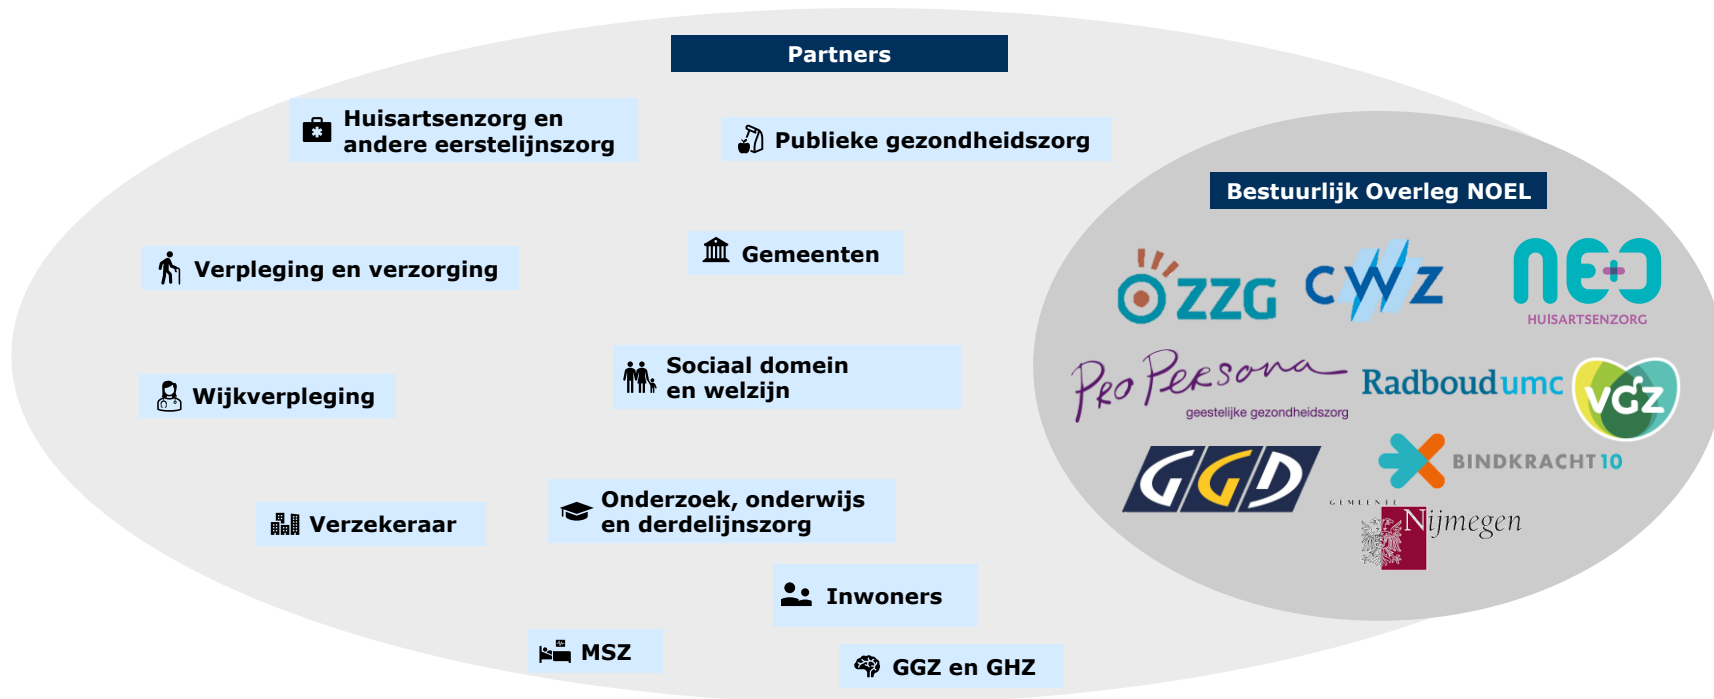 Partners
Huisartsenzorg en
andere eerstelijnszorg
Publieke gezondheidszorg
Bestuurlijk Overleg NOEL
Verpleging en verzorging
Gemeenten
ZZG
CWZ
NEO
HUISARTSENZORG
Wijkverpleging
Sociaal domein
en welzijn
Pro Persona
geestelijke gezondheidszorg
Radboudumc
VGZ
GGD
BINDKRACHT10
Verzekeraar
Onderzoek, onderwijs
en derdelijnszorg
GEMEENTE
Nijmegen
Inwoners
MSZ
GGZ en GHZ